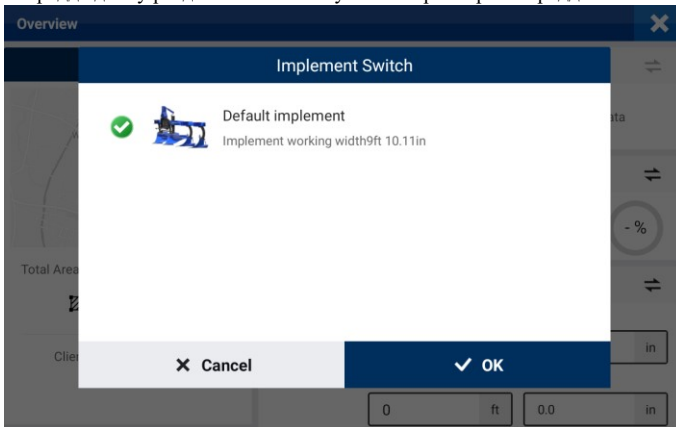 Overview
Implement Switch
Default implement
Implement working width9ft 10.11in
ata
- %
Total Area
Clie
in
Cancel
OK
0
ft
0.0
in